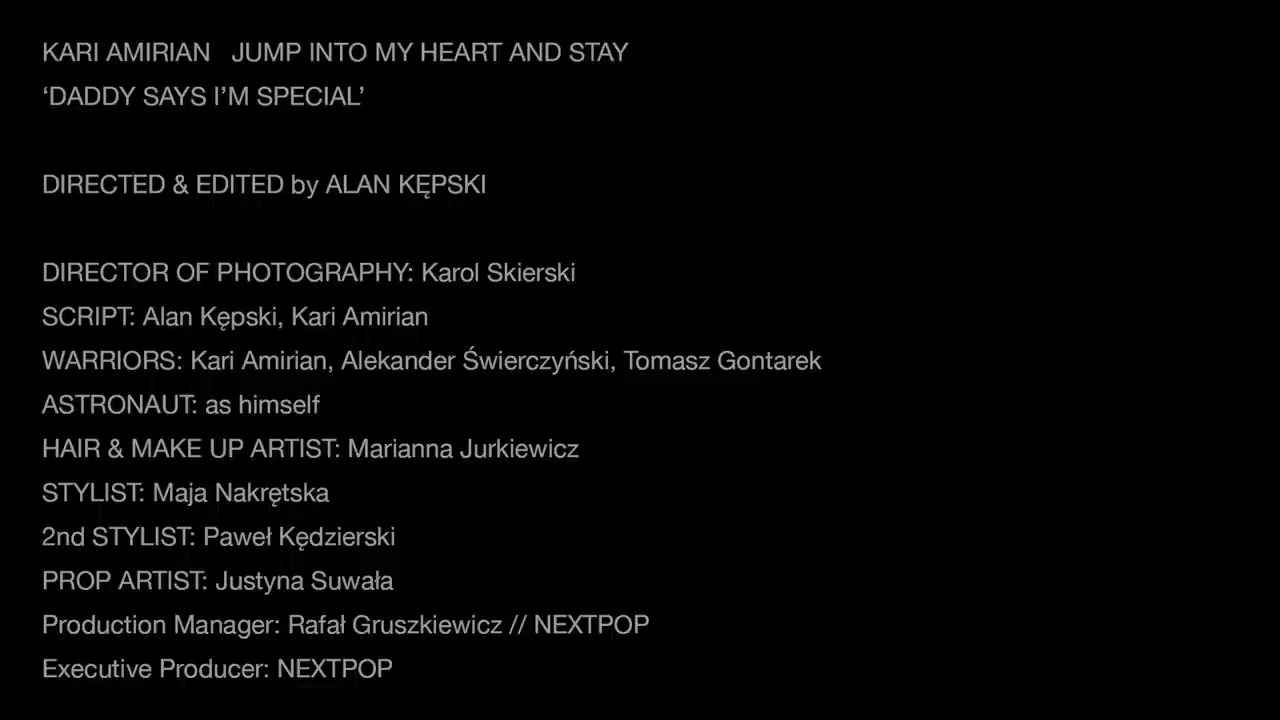 KARI AMIRIAN JUMP INTO MY HEART AND STAY
‘DADDY SAYS I’M SPECIAL’
DIRECTED & EDITED by ALAN KĘPSKI
DIRECTOR OF PHOTOGRAPHY: Karol Skierski
SCRIPT: Alan Kępski, Kari Amirian
WARRIORS: Kari Amirian, Alekander Świerczyński, Tomasz Gontarek
ASTRONAUT: as himself
HAIR & MAKE UP ARTIST: Marianna Jurkiewicz
STYLIST: Maja Nakrętska
2nd STYLIST: Paweł Kędzierski
PROP ARTIST: Justyna Suwała
Production Manager: Rafał Gruszkiewicz // NEXTPOP
Executive Producer: NEXTPOP